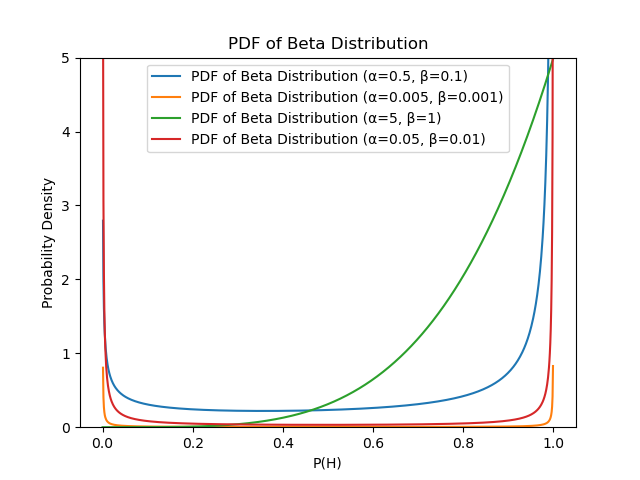 PDF of Beta Distribution
PDF of Beta Distribution (α=0.5, β=0.1)
PDF of Beta Distribution (α=0.005, β=0.001)
PDF of Beta Distribution (α=5, β=1)
PDF of Beta Distribution (α=0.05, β=0.01)
Probability Density
5
4
3
2
1
0
0.0 0.2 0.4 0.6 0.8 1.0
P(H)